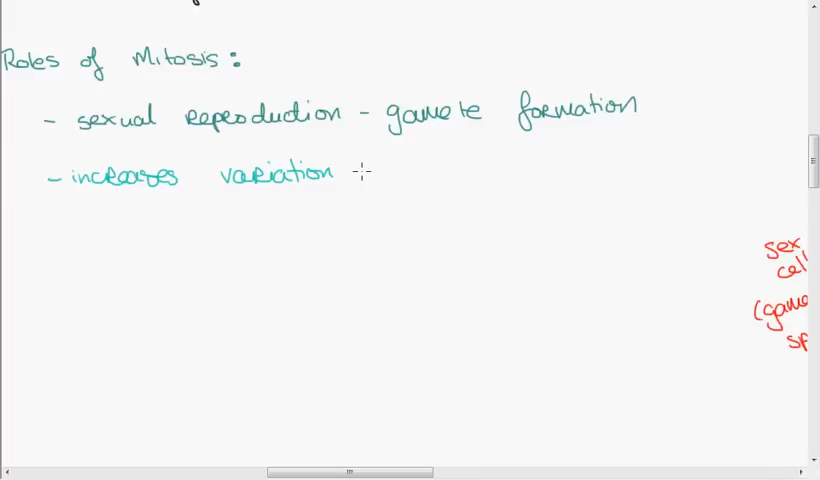 Roles of Mitosis:
- sexual reproduction - gamete formation
- increases variation
sex
cell
(game
sp